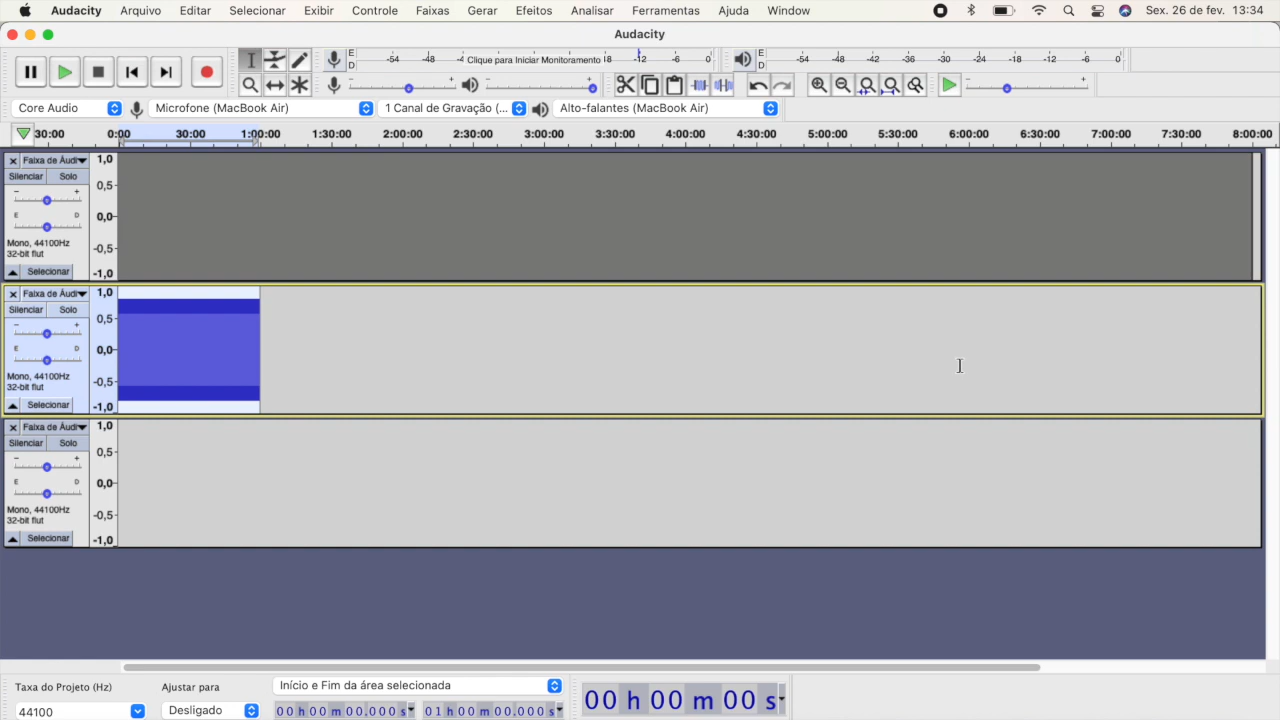 Audacity Arquivo Editar Selecionar Exibir Controle Faixas Gerar Efeitos Analisar Ferramentas Ajuda Window Sex. 26 de fev. 13:34
Audacity
E D -54 -48 -4 Clique para Iniciar Monitoramento 18 -12 -6 0 E D -54 -48 -42 -36 -30 -24 -18 -12 -6 0
- + - + - +
Core Audio Microfone (MacBook Air) 1 Canal de Gravação (... Alto-falantes (MacBook Air)
30:00 0:00 30:00 1:00:00 1:30:00 2:00:00 2:30:00 3:00:00 3:30:00 4:00:00 4:30:00 5:00:00 5:30:00 6:00:00 6:30:00 7:00:00 7:30:00 8:00:00
Faixa de Áudi 1,0
Silenciar Solo
- + 0,5
E D 0,0
Mono, 44100Hz -0,5
32-bit flut
Selecionar -1,0
Faixa de Áudi 1,0
Silenciar Solo
- + 0,5
E D 0,0
Mono, 44100Hz -0,5
32-bit flut
Selecionar -1,0
Faixa de Áudi 1,0
Silenciar Solo
- + 0,5
E D 0,0
Mono, 44100Hz -0,5
32-bit flut
Selecionar -1,0
Taxa do Projeto (Hz) Ajustar para Início e Fim da área selecionada
44100 Desligado 00 h 00 m 00.000 s 01 h 00 m 00.000 s 00 h 00 m 00 s